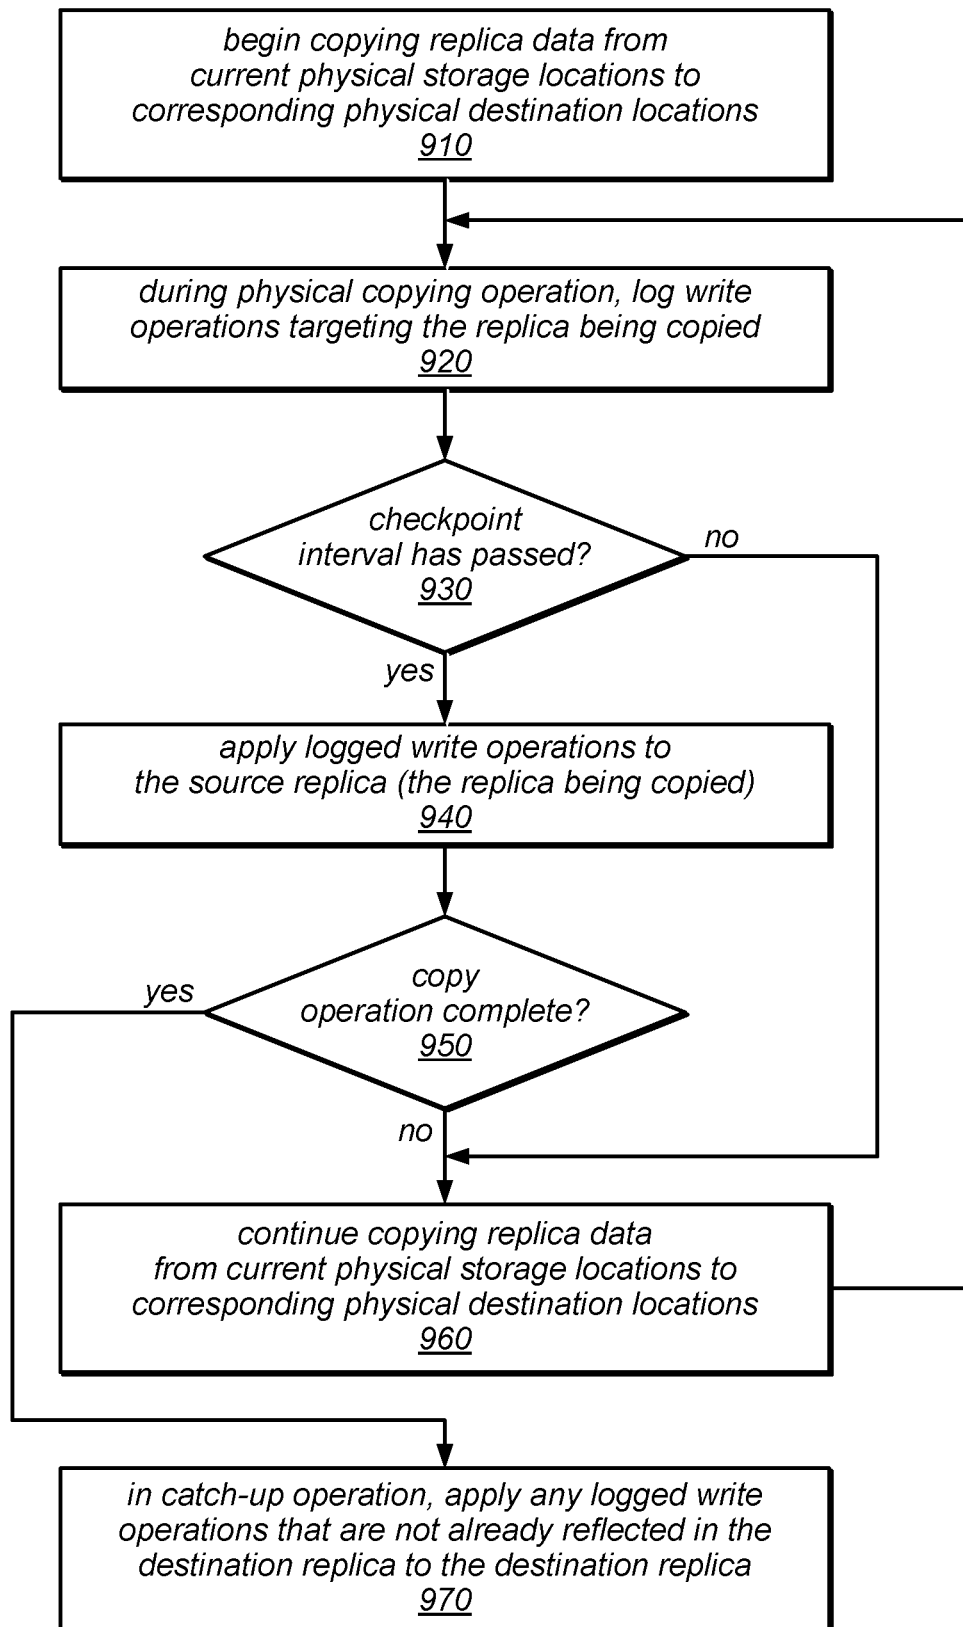 begin copying replica data from
current physical storage locations to
corresponding physical destination locations
910
during physical copying operation, log write
operations targeting the replica being copied
920
checkpoint
interval has passed?
930
no
yes
apply logged write operations to
the source replica (the replica being copied)
940
copy
operation complete?
950
yes
no
continue copying replica data
from current physical storage locations to
corresponding physical destination locations
960
in catch-up operation, apply any logged write
operations that are not already reflected in the
destination replica to the destination replica
970